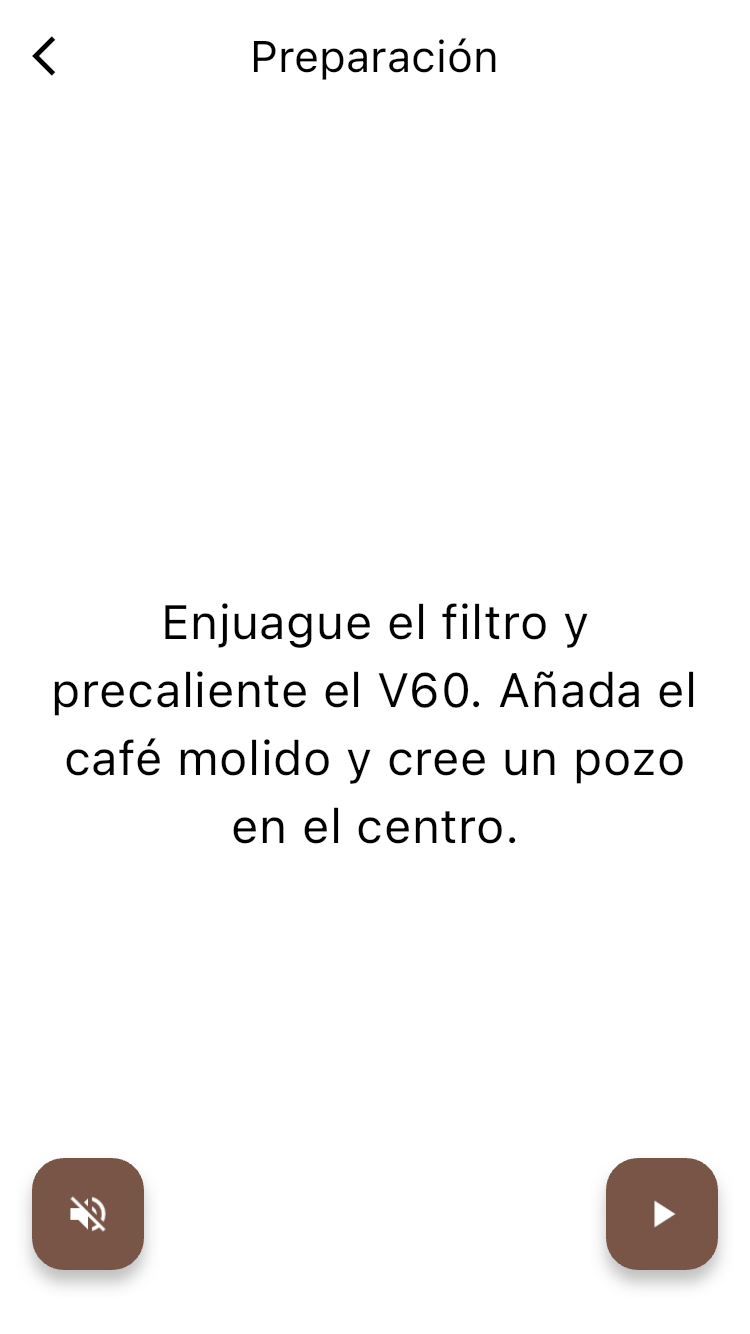 Preparación
Enjuague el filtro y
precaliente el V60. Añada el
café molido y cree un pozo
en el centro.